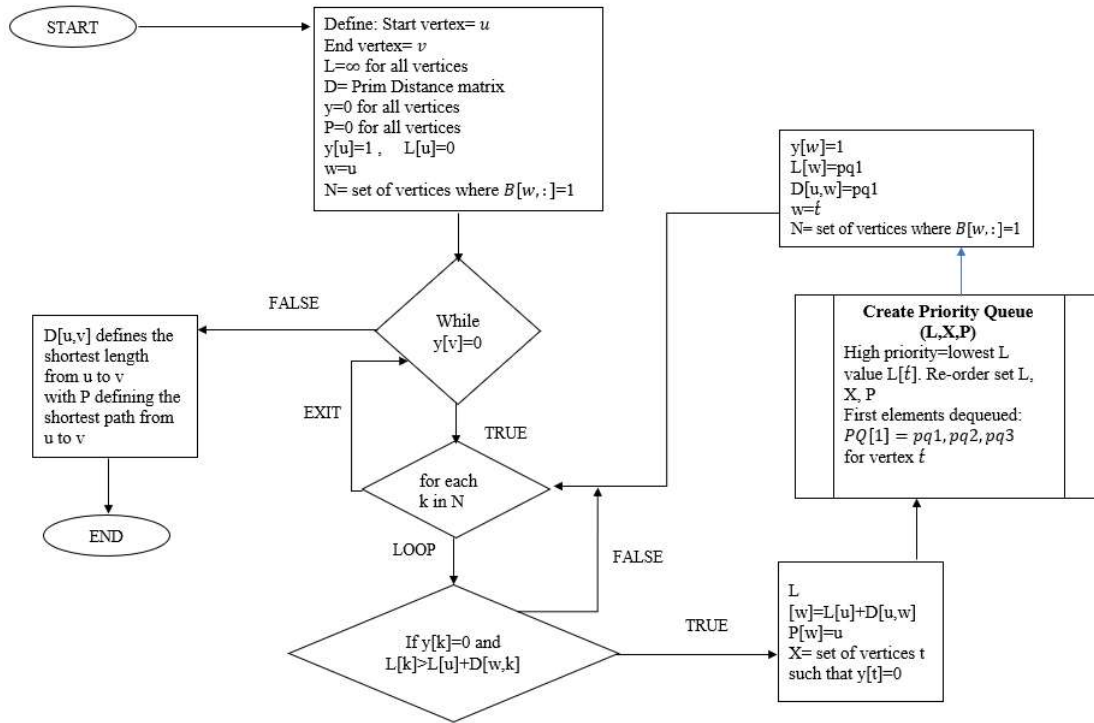 START
Define: Start vertex= u
End vertex= v
L=∞ for all vertices
D= Prim Distance matrix
y=0 for all vertices
P=0 for all vertices
y[u]=1 ,    L[u]=0
w=u
N= set of vertices where B[w,:]=1
While
y[v]=0
FALSE
D[u,v] defines the
shortest length
from u to v
with P defining the
shortest path from
u to v
END
EXIT
TRUE
for each
k in N
LOOP
FALSE
If y[k]=0 and
L[k]>L[u]+D[w,k]
TRUE
L
[w]=L[u]+D[u,w]
P[w]=u
X= set of vertices t
such that y[t]=0
Create Priority Queue
(L,X,P)
High priority=lowest L
value L[ṫ]. Re-order set L,
X, P
First elements dequeued:
PQ[1] = pq1, pq2, pq3
for vertex ṫ
y[w]=1
L[w]=pq1
D[u,w]=pq1
w=ṫ
N= set of vertices where B[w,:]=1